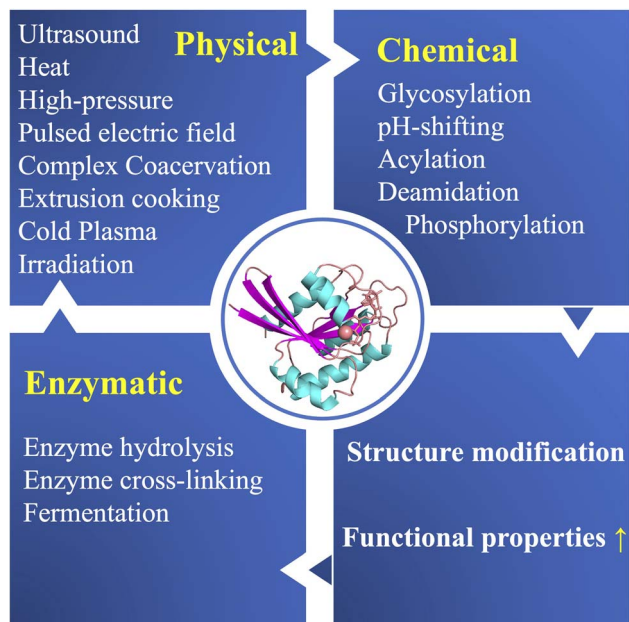 Physical
Ultrasound
Heat
High-pressure
Pulsed electric field
Complex Coacervation
Extrusion cooking
Cold Plasma
Irradiation
Chemical
Glycosylation
pH-shifting
Acylation
Deamidation
Phosphorylation
Enzymatic
Enzyme hydrolysis
Enzyme cross-linking
Fermentation
Structure modification
Functional properties ↑